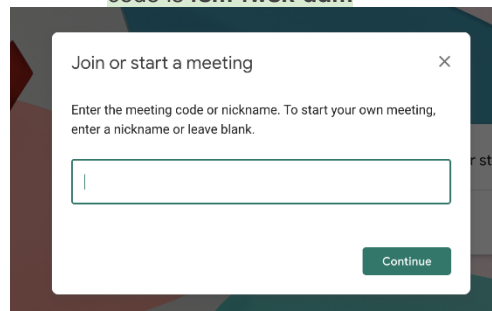 Join or start a meeting
Enter the meeting code or nickname. To start your own meeting,
enter a nickname or leave blank.
r st
Continue